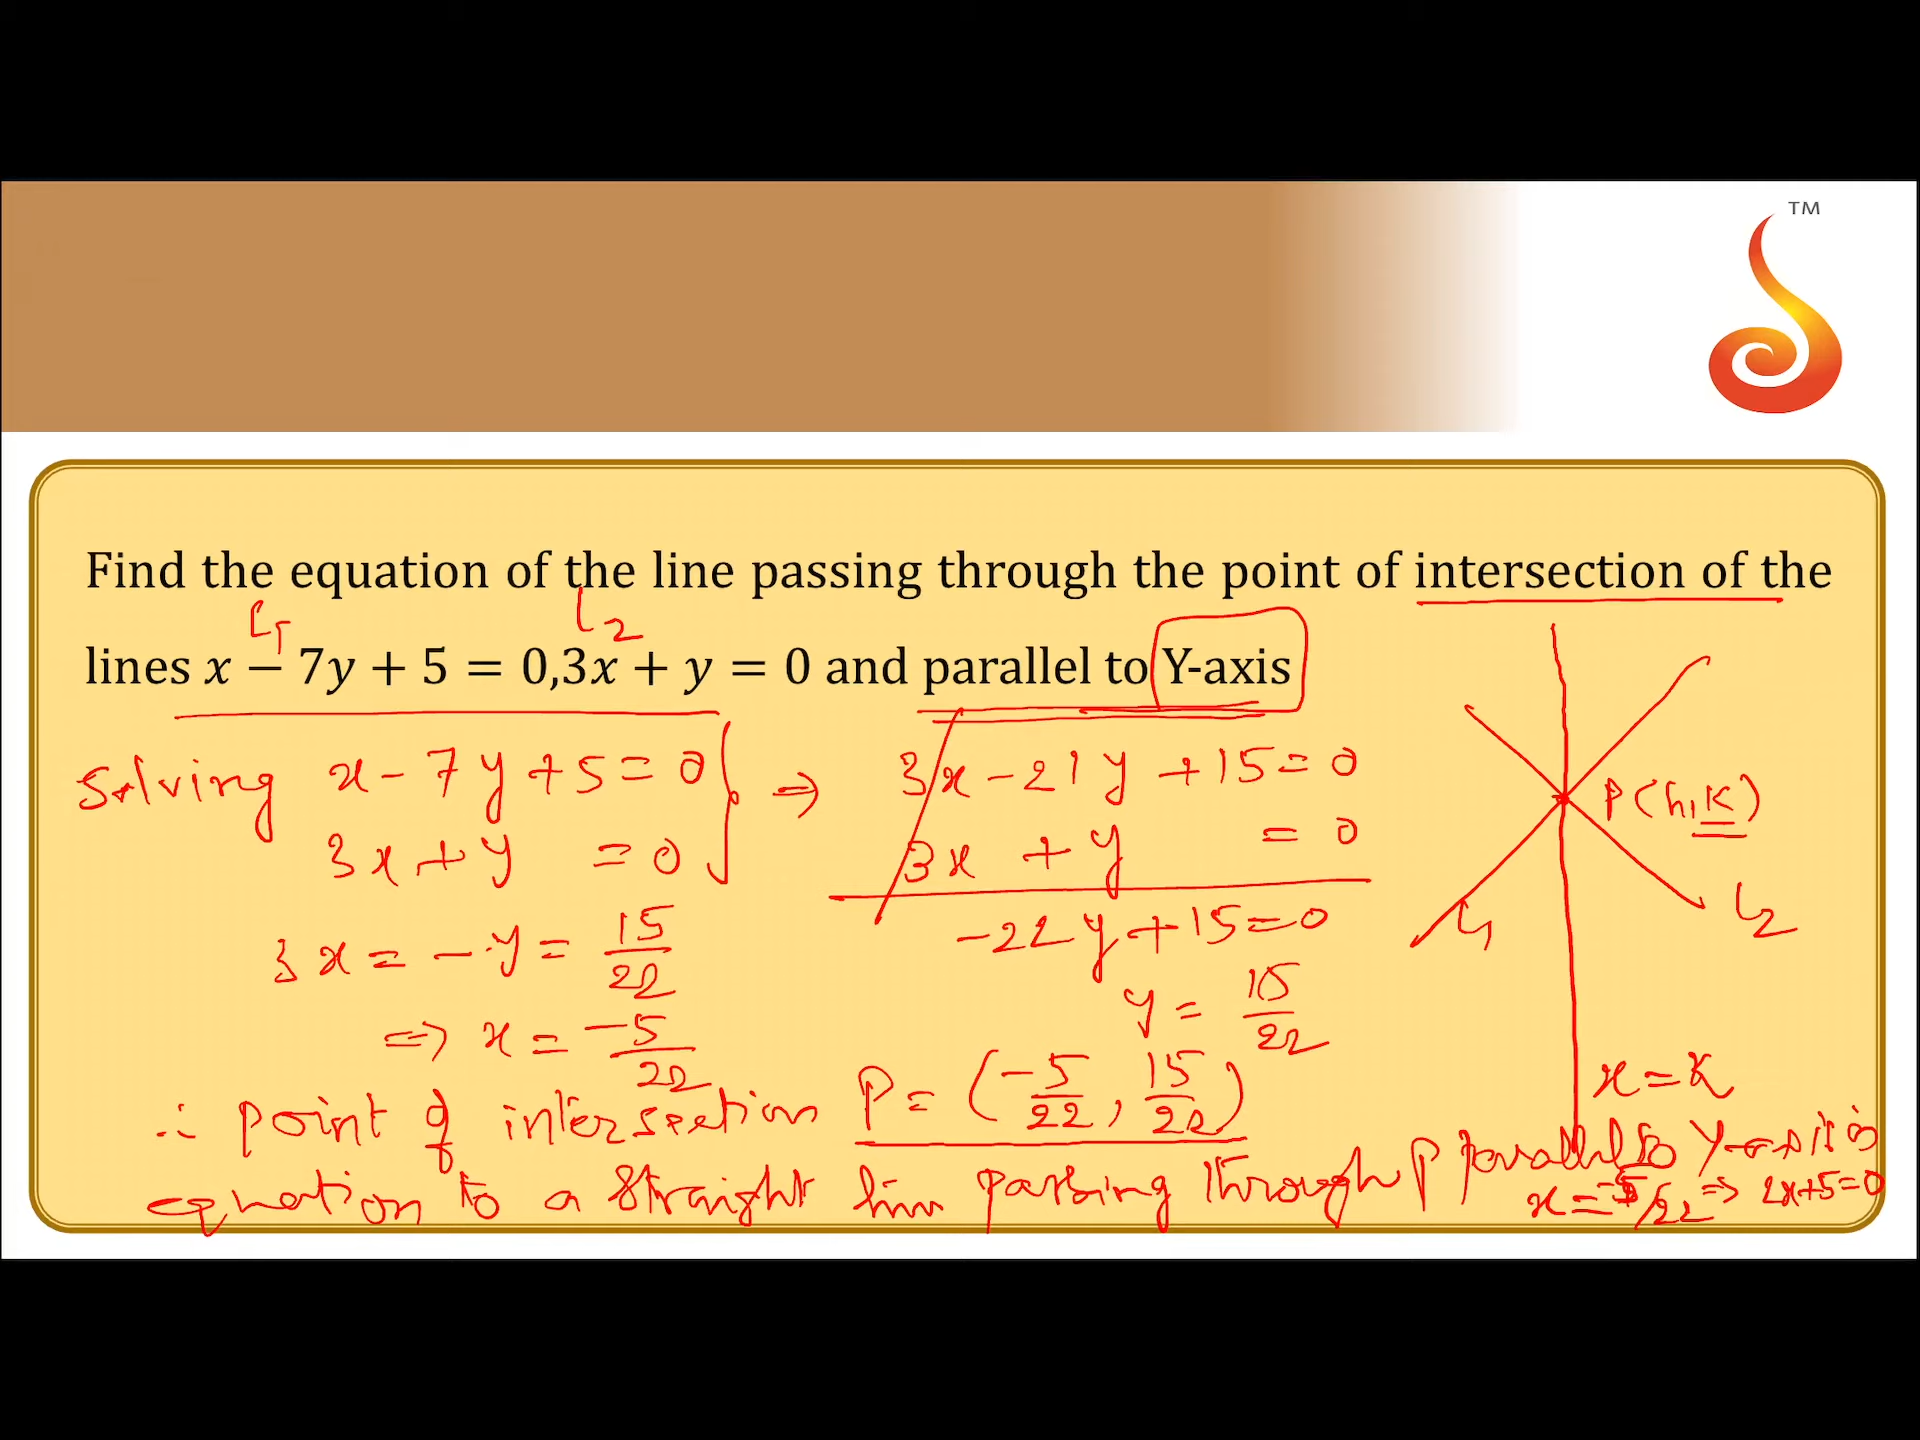 TM
Find the equation of the line passing through the point of intersection of the
L1 L2
lines x − 7y + 5 = 0,3x + y = 0 and parallel to Y-axis
Solving x - 7y + 5 = 0 ⇒ 3x - 21y + 15 = 0
3x + y = 0 3x + y = 0
P(h,K)
3x = -y = 15/22 -22y + 15 = 0
L1 L2
⇒ x = -5/22 y = 15/22
x = K
∴ point of intersection P = (-5/22, 15/22)
equation to a straight line passing through P parallel to Y-axis is
x = -5/22 ⇒ 2x+5=0